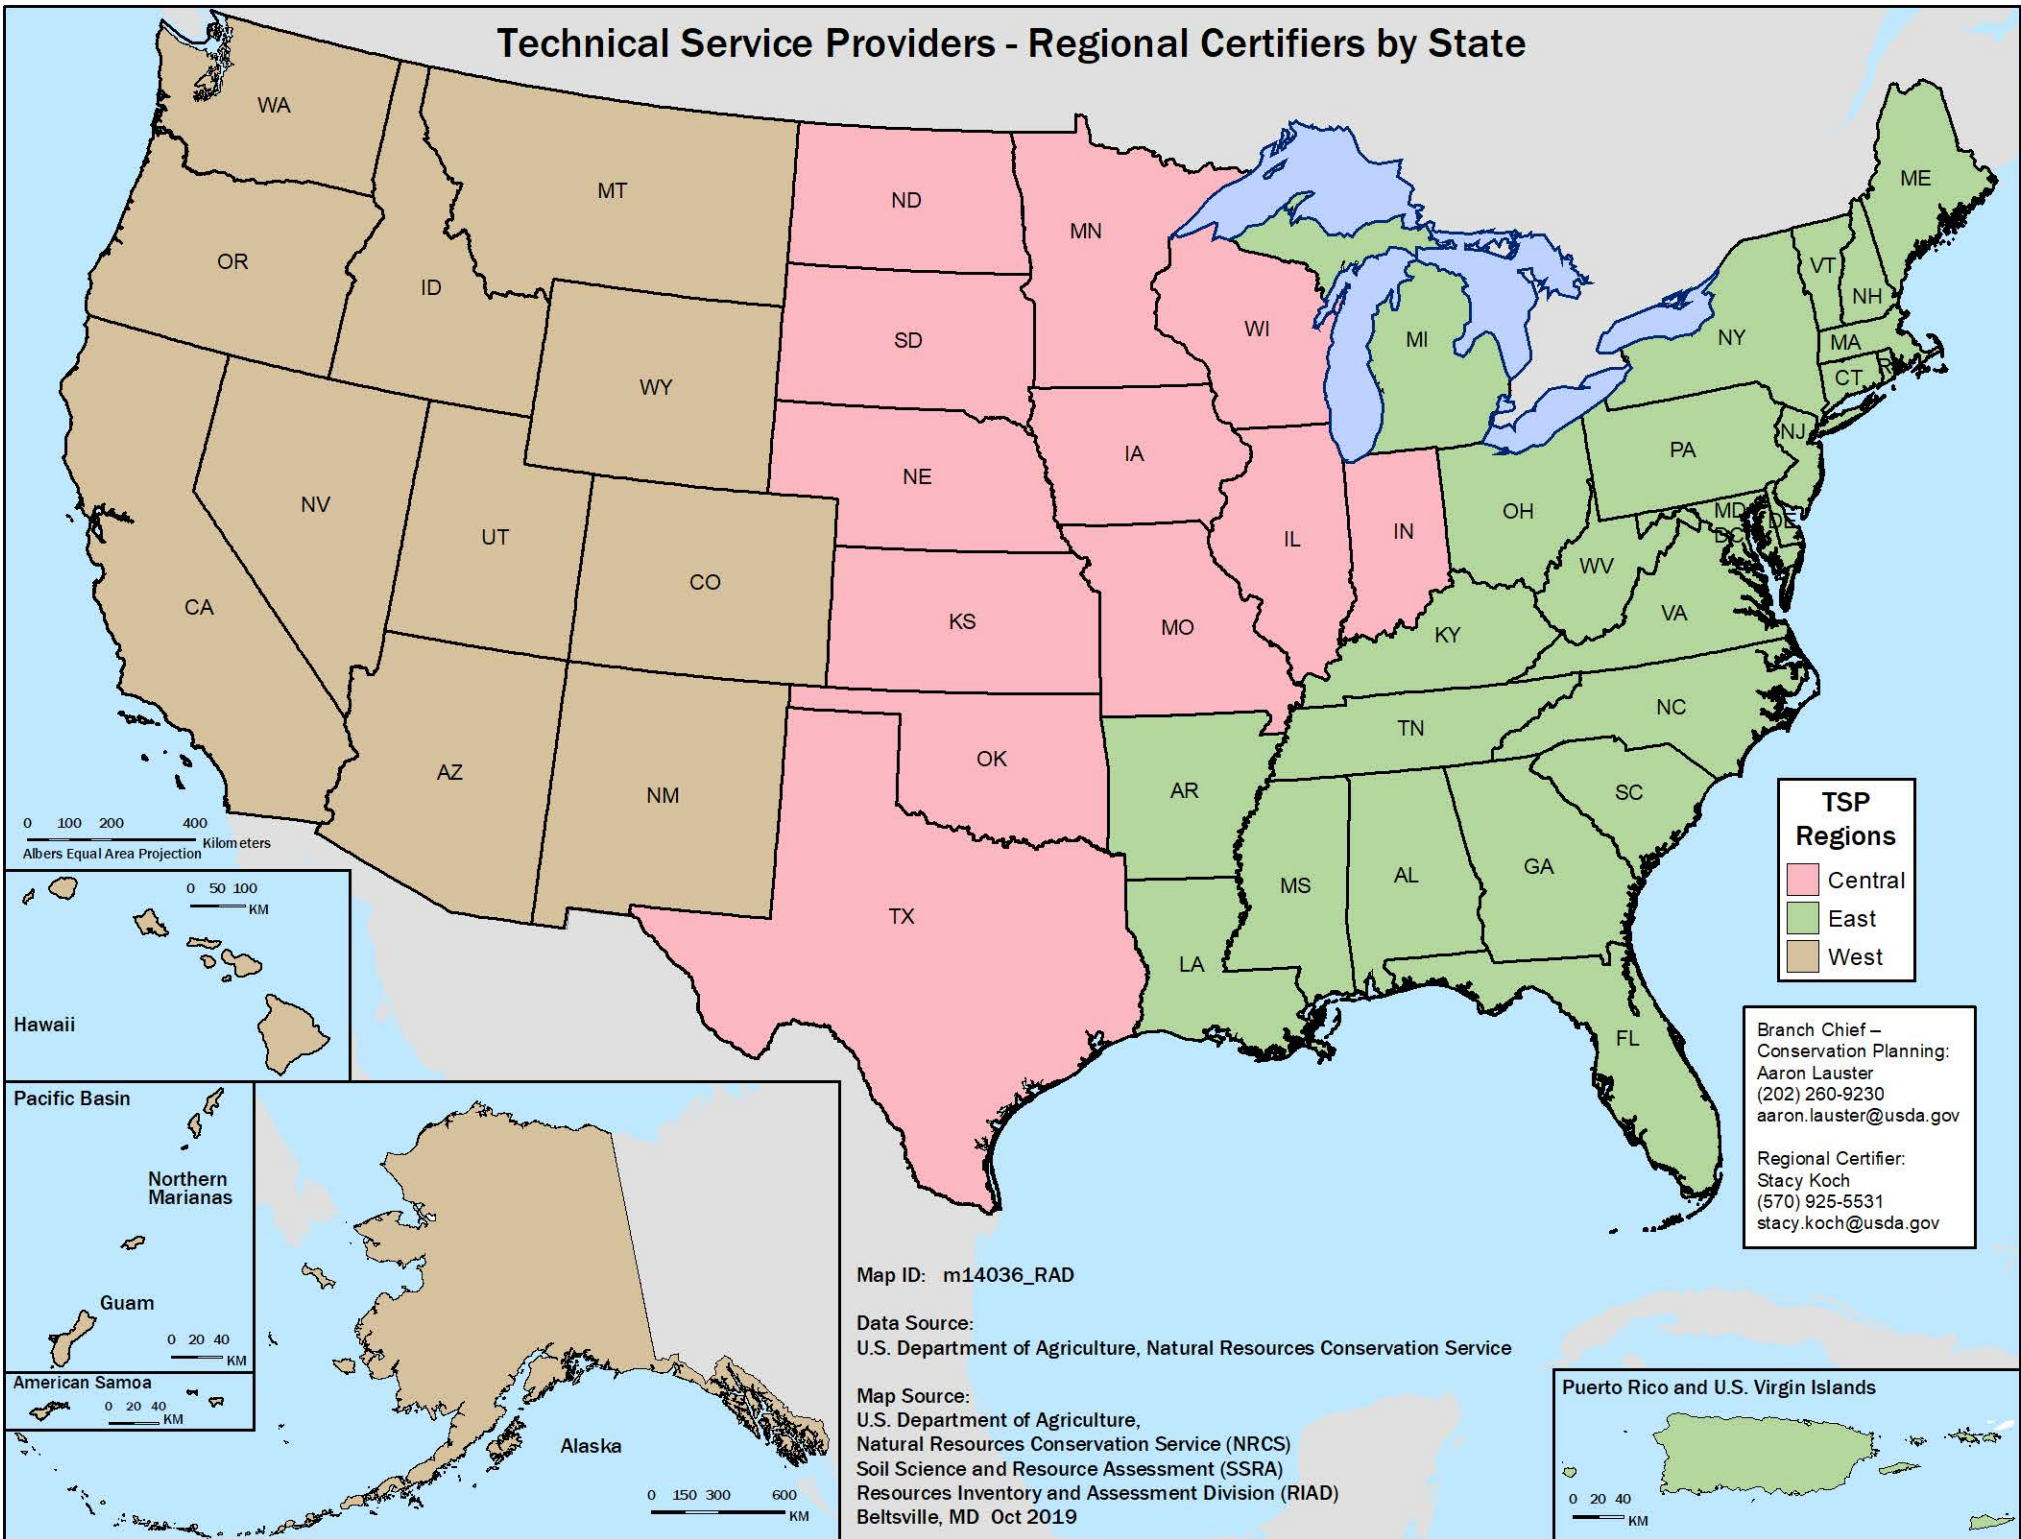 Technical Service Providers - Regional Certifiers by State
WA
MT
ND
MN
ME
OR
ID
VT
NH
SD
WI
MI
NY
MA
WY
CT
RI
IA
NJ
PA
NE
NV
UT
OH
MD
DE
DC
IL
IN
CO
WV
CA
KS
MO
KY
VA
NC
TN
OK
AZ
NM
AR
SC
GA
AL
MS
TX
LA
FL
0 100 200 400
Kilometers
Albers Equal Area Projection
TSP
Regions
Central
East
West
0 50 100
KM
Hawaii
Branch Chief –
Conservation Planning:
Aaron Lauster
(202) 260-9230
aaron.lauster@usda.gov
Regional Certifier:
Stacy Koch
(570) 925-5531
stacy.koch@usda.gov
Pacific Basin
Northern
Marianas
Guam
0 20 40
KM
American Samoa
0 20 40
KM
Alaska
0 150 300 600
KM
Map ID: m14036_RAD
Data Source:
U.S. Department of Agriculture, Natural Resources Conservation Service
Map Source:
U.S. Department of Agriculture,
Natural Resources Conservation Service (NRCS)
Soil Science and Resource Assessment (SSRA)
Resources Inventory and Assessment Division (RIAD)
Beltsville, MD Oct 2019
Puerto Rico and U.S. Virgin Islands
0 20 40
KM